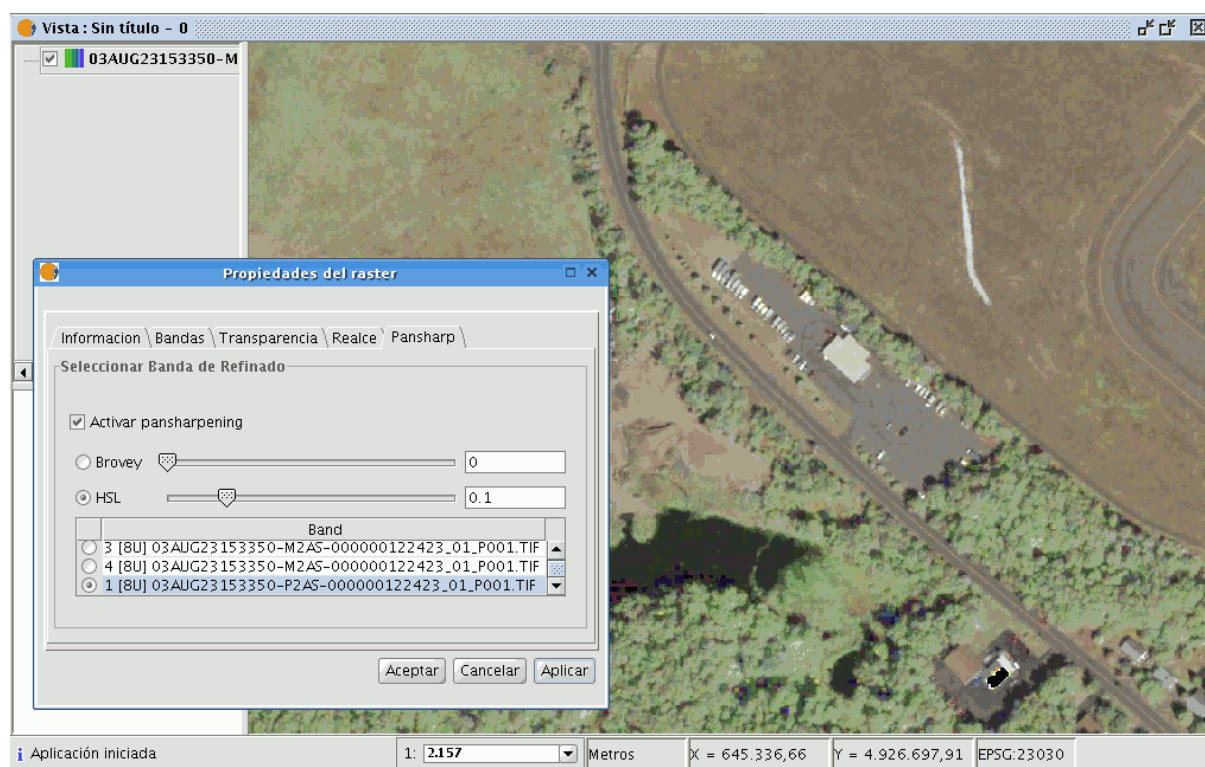 Vista : Sin título - 0
03AUG23153350-M
Propiedades del raster
Informacion Bandas Transparencia Realce Pansharp
Seleccionar Banda de Refinado
Activar pansharpening
Brovey 0
HSL 0.1
Band
3 [8U] 03AUG23153350-M2AS-000000122423_01_P001.TIF
4 [8U] 03AUG23153350-M2AS-000000122423_01_P001.TIF
1 [8U] 03AUG23153350-P2AS-000000122423_01_P001.TIF
Aceptar Cancelar Aplicar
Aplicación iniciada 1: 2.157 Metros X = 645.336,66 Y = 4.926.697,91 EPSG:23030